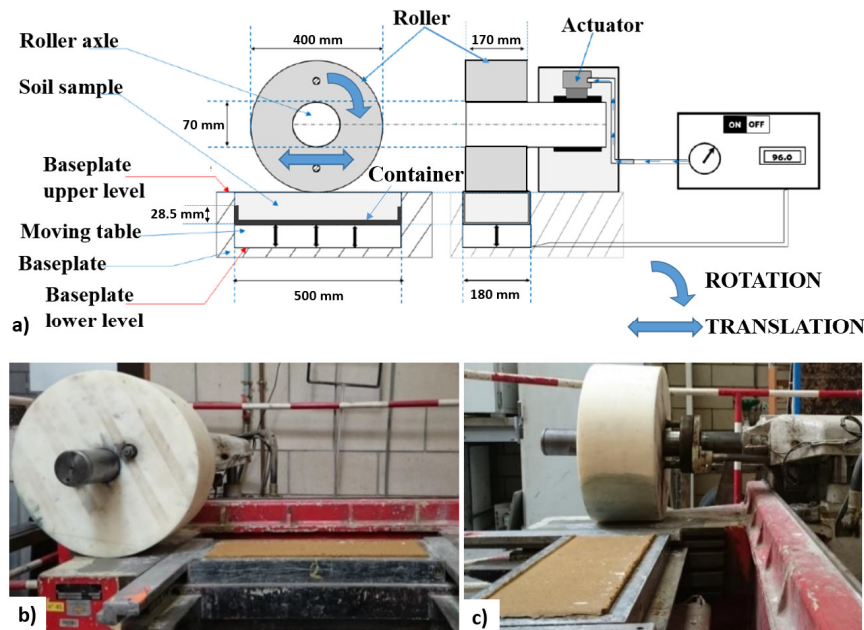 Roller
Roller axle
400 mm
170 mm
Actuator
Soil sample
70 mm
ON OFF
96.0
Baseplate
upper level
Container
28.5 mm
Moving table
Baseplate
Baseplate
lower level
500 mm
180 mm
ROTATION
TRANSLATION
a)
b)
c)